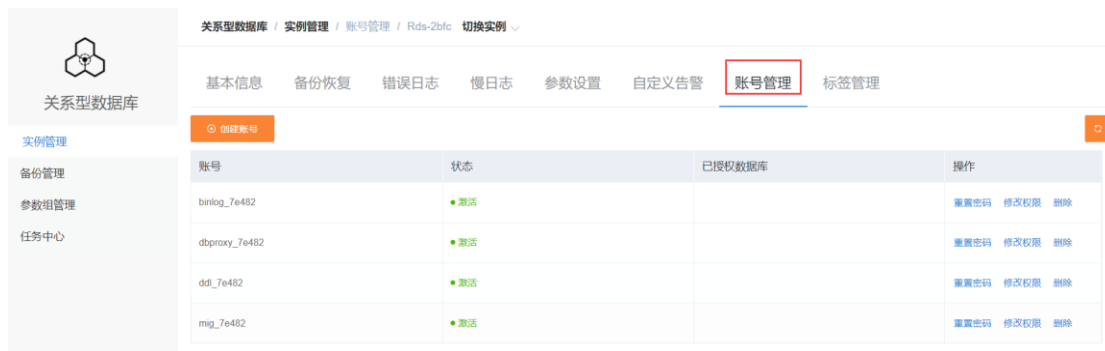 关系型数据库 / 实例管理 / 账号管理 / Rds-2bfc 切换实例
关系型数据库
基本信息 备份恢复 错误日志 慢日志 参数设置 自定义告警 账号管理 标签管理
实例管理
备份管理
参数组管理
任务中心
创建账号
账号 状态 已授权数据库 操作
binlog_7e482 激活 重置密码 修改权限 删除
dbproxy_7e482 激活 重置密码 修改权限 删除
ddl_7e482 激活 重置密码 修改权限 删除
mig_7e482 激活 重置密码 修改权限 删除